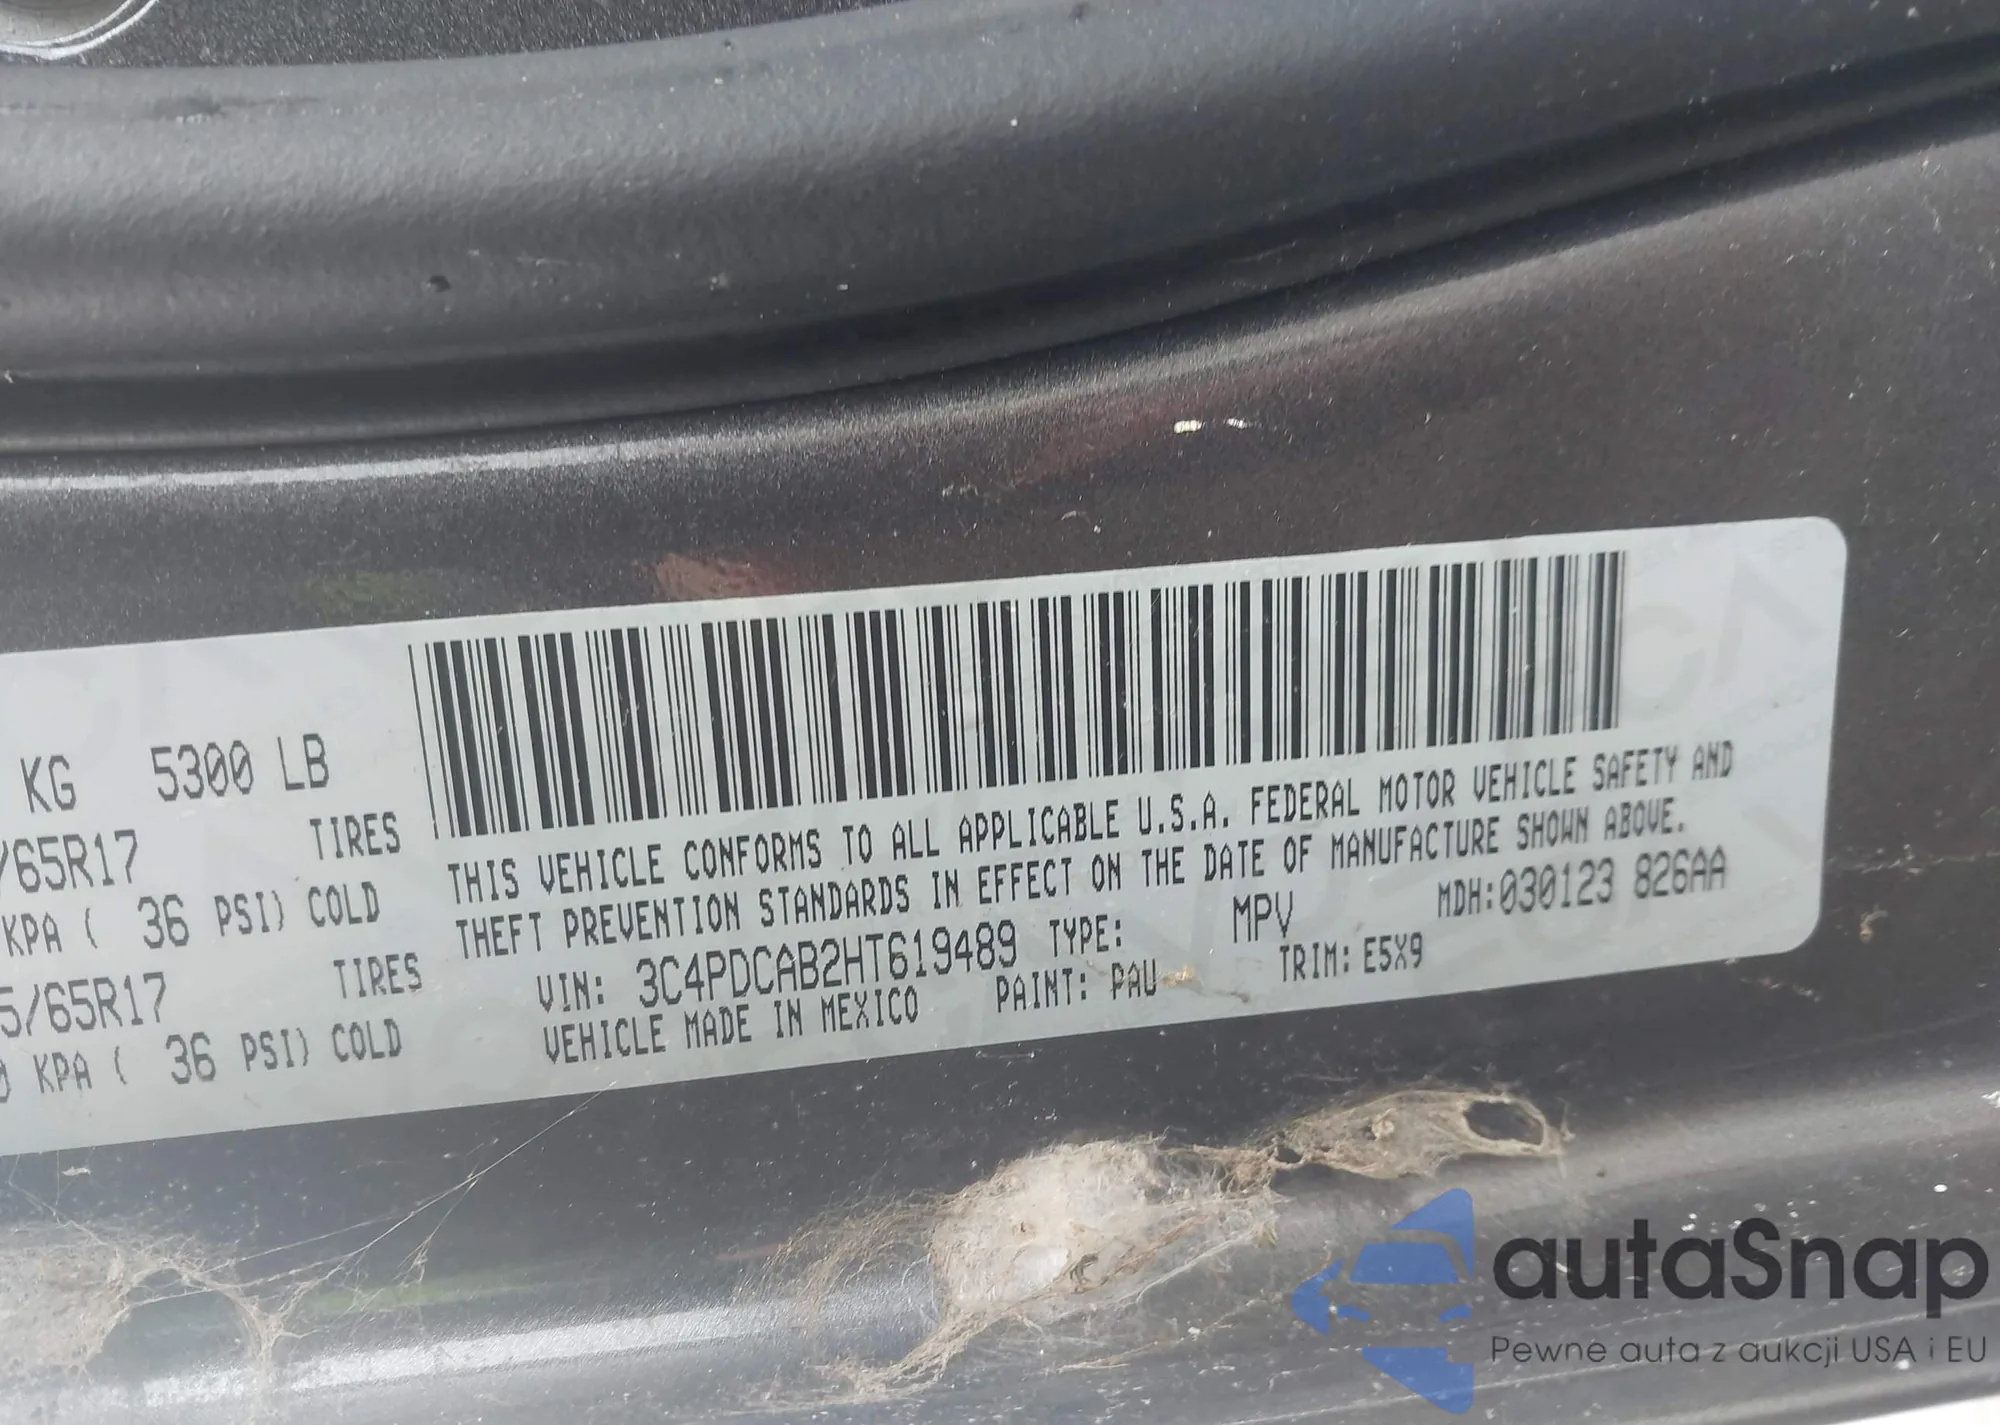 KG 5300 LB
/65R17 TIRES
KPA ( 36 PSI) COLD
5/65R17 TIRES
0 KPA ( 36 PSI) COLD
THIS VEHICLE CONFORMS TO ALL APPLICABLE U.S.A. FEDERAL MOTOR VEHICLE SAFETY AND
THEFT PREVENTION STANDARDS IN EFFECT ON THE DATE OF MANUFACTURE SHOWN ABOVE.
VIN: 3C4PDCAB2HT619489 TYPE: MPV MDH:030123 826AA
VEHICLE MADE IN MEXICO PAINT: PAU TRIM: E5X9
autaSnap
Pewne auta z aukcji USA i EU